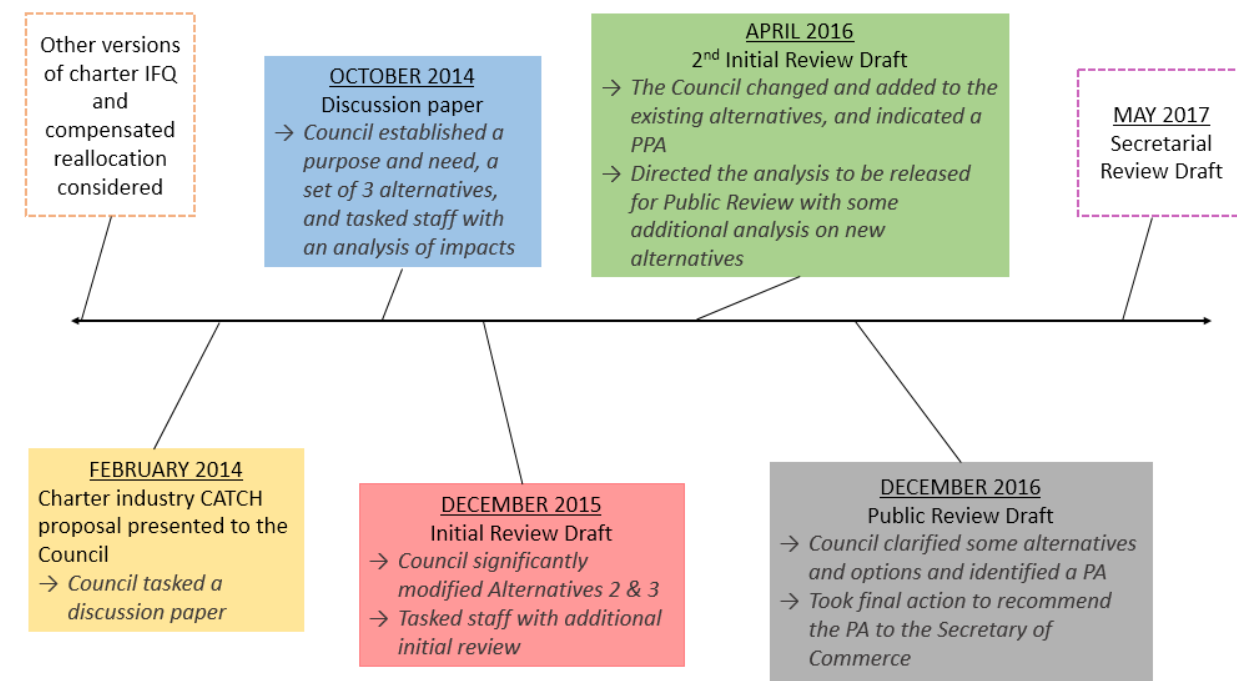 Other versions
of charter IFQ
and
compensated
reallocation
considered
OCTOBER 2014
Discussion paper
→ Council established a
purpose and need, a
set of 3 alternatives,
and tasked staff with
an analysis of impacts
APRIL 2016
2nd Initial Review Draft
→ The Council changed and added to the
existing alternatives, and indicated a
PPA
→ Directed the analysis to be released
for Public Review with some
additional analysis on new
alternatives
MAY 2017
Secretarial
Review Draft
FEBRUARY 2014
Charter industry CATCH
proposal presented to the
Council
→ Council tasked a
discussion paper
DECEMBER 2015
Initial Review Draft
→ Council significantly
modified Alternatives 2 & 3
→ Tasked staff with additional
initial review
DECEMBER 2016
Public Review Draft
→ Council clarified some alternatives
and options and identified a PA
→ Took final action to recommend
the PA to the Secretary of
Commerce